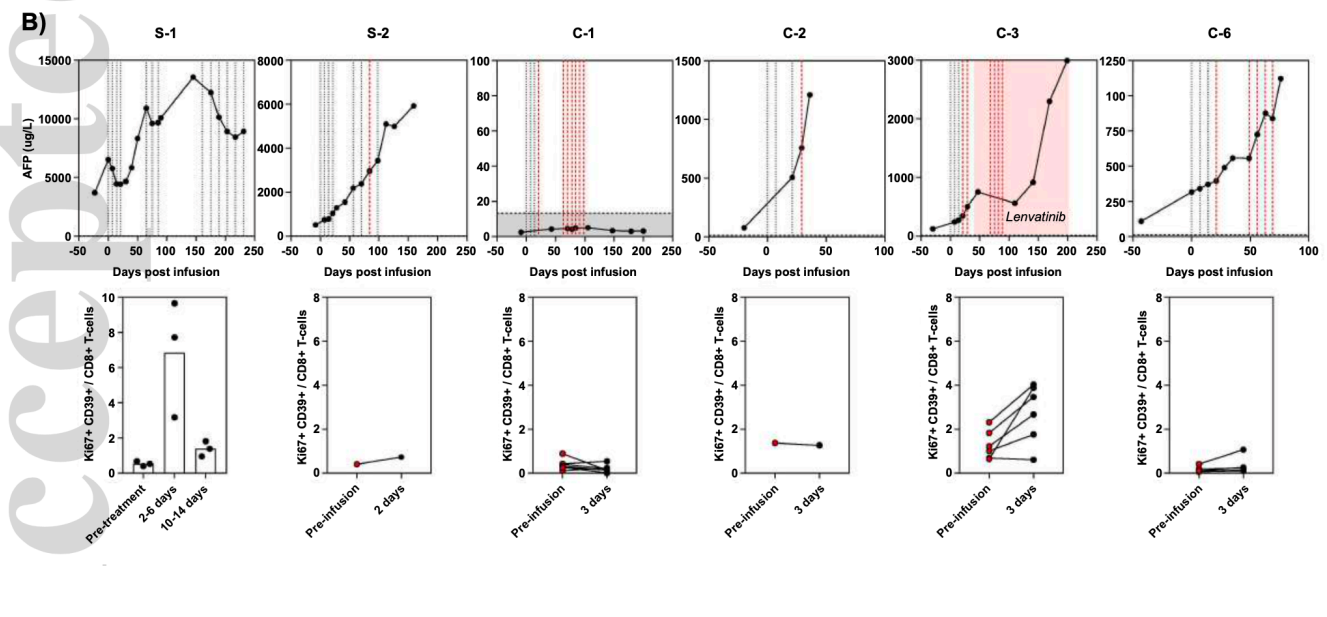 B)
S-1
S-2
C-1
C-2
C-3
C-6
AFP (ug/L)
15000
10000
5000
0
-50 0 50 100 150 200 250
Days post infusion
8000
6000
4000
2000
0
-50 0 50 100 150 200 250
Days post infusion
100
80
60
40
20
0
-50 0 50 100 150 200 250
Days post infusion
1500
1000
500
0
-50 0 50 100
Days post infusion
3000
2000
1000
0
Lenvatinib
-50 0 50 100 150 200 250
Days post infusion
1250
1000
750
500
250
0
-50 0 50 100
Days post infusion
Ki67+ CD39+ / CD8+ T-cells
10
8
6
4
2
0
Pre-treatment
2-6 days
10-14 days
Ki67+ CD39+ / CD8+ T-cells
8
6
4
2
0
Pre-infusion
2 days
Ki67+ CD39+ / CD8+ T-cells
8
6
4
2
0
Pre-infusion
3 days
Ki67+ CD39+ / CD8+ T-cells
8
6
4
2
0
Pre-infusion
3 days
Ki67+ CD39+ / CD8+ T-cells
8
6
4
2
0
Pre-infusion
3 days
Ki67+ CD39+ / CD8+ T-cells
8
6
4
2
0
Pre-infusion
3 days
ccepte